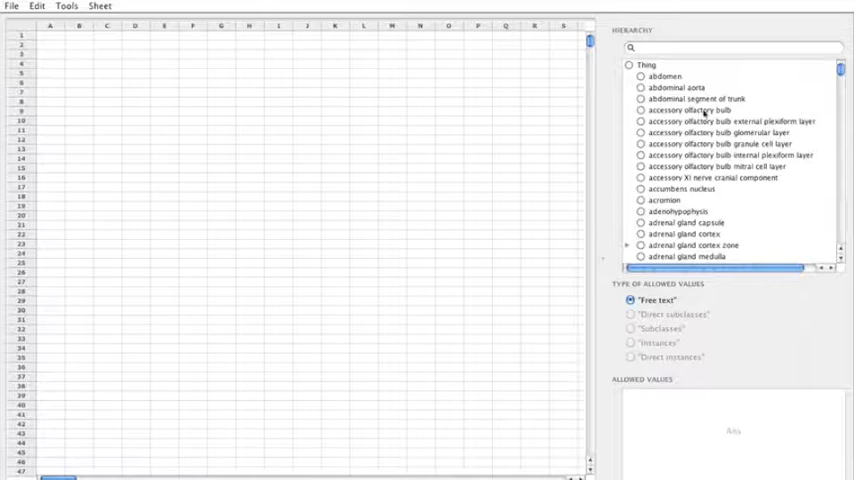 File Edit Tools Sheet
A B C D E F G H I J K L M N O P Q R S
HIERARCHY
1
2
3
4
5
6
7
8
9
10
11
12
13
14
15
16
17
18
19
20
21
22
23
24
25
26
27
28
29
30
31
32
33
34
35
36
37
38
39
40
41
42
43
44
45
46
47
Thing
abdomen
abdominal aorta
abdominal segment of trunk
accessory olfactory bulb
accessory olfactory bulb external plexiform layer
accessory olfactory bulb glomerular layer
accessory olfactory bulb granule cell layer
accessory olfactory bulb internal plexiform layer
accessory olfactory bulb mitral cell layer
accessory XI nerve cranial component
accumbens nucleus
acromion
adenohypophysis
adrenal gland capsule
adrenal gland cortex
adrenal gland cortex zone
adrenal gland medulla
TYPE OF ALLOWED VALUES
"Free text"
"Direct subclasses"
"Subclasses"
"Instances"
"Direct instances"
ALLOWED VALUES
Any